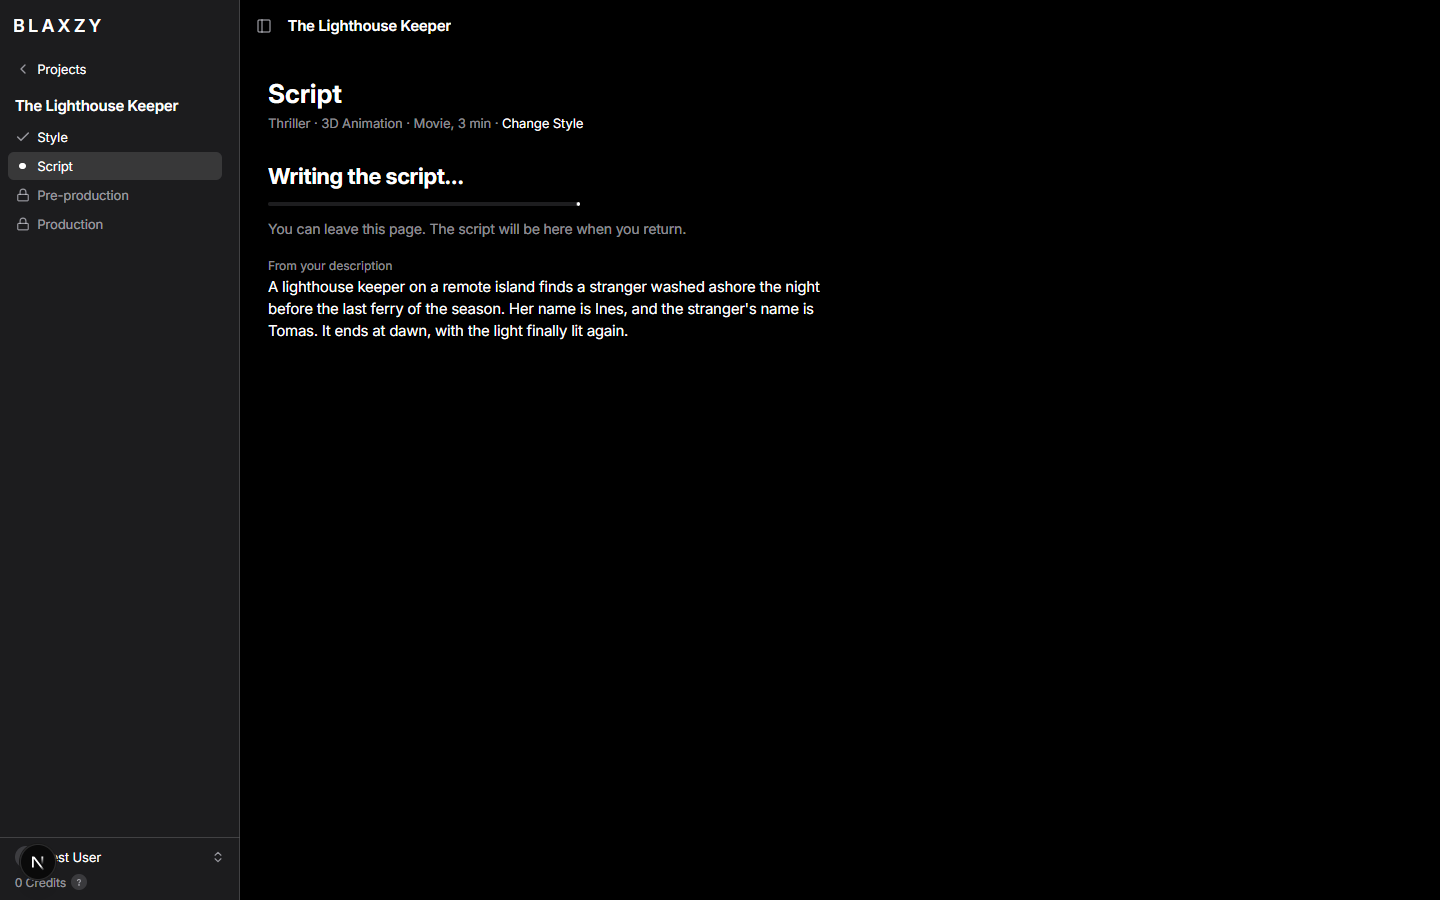 BLAXZY
The Lighthouse Keeper
Projects
The Lighthouse Keeper
Style
Script
Pre-production
Production
Script
Thriller · 3D Animation · Movie, 3 min · Change Style
Writing the script...
You can leave this page. The script will be here when you return.
From your description
A lighthouse keeper on a remote island finds a stranger washed ashore the night
before the last ferry of the season. Her name is Ines, and the stranger's name is
Tomas. It ends at dawn, with the light finally lit again.
N
est User
0 Credits ?